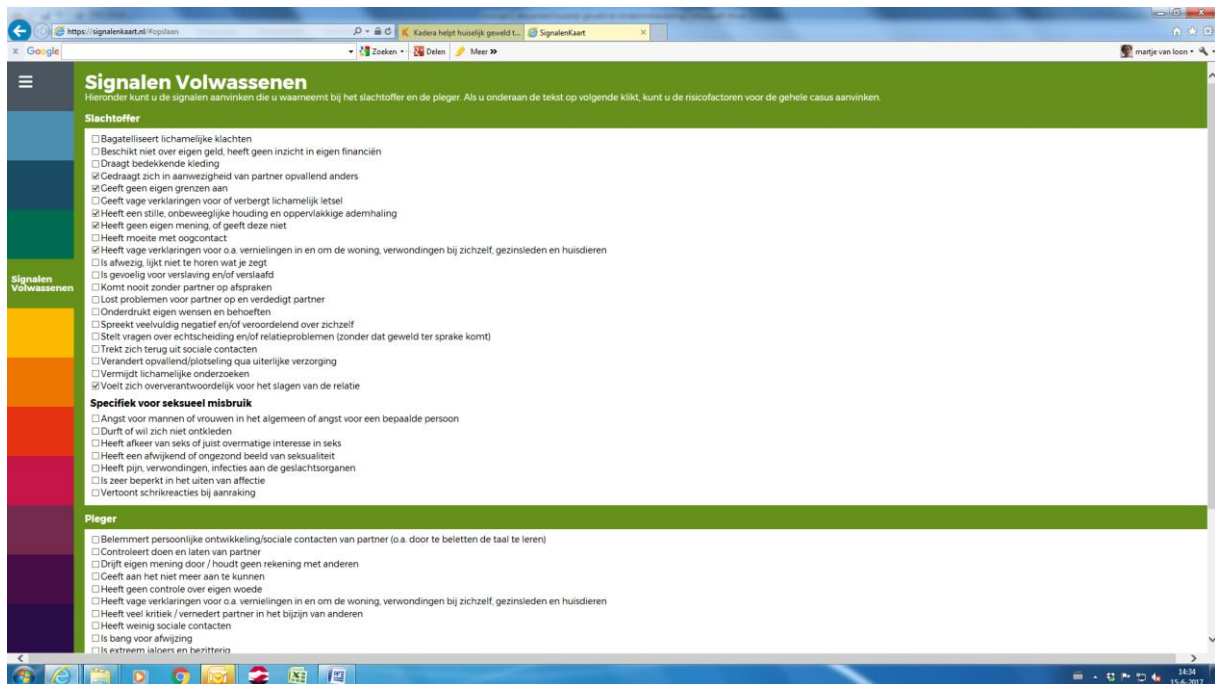 https://signalenkaart.nl/#opslaan
Kadera helpt huiselijk geweld t...
SignalenKaart
×
x Google
Zoeken
Delen
Meer »
martje van loon
Signalen Volwassenen
Hieronder kunt u de signalen aanvinken die u waarneemt bij het slachtoffer en de pleger. Als u onderaan de tekst op volgende klikt, kunt u de risicofactoren voor de gehele casus aanvinken.
Slachtoffer
Bagatelliseert lichamelijke klachten
Beschikt niet over eigen geld, heeft geen inzicht in eigen financiën
Draagt bedekkende kleding
Gedraagt zich in aanwezigheid van partner opvallend anders
Geeft geen eigen grenzen aan
Geeft vage verklaringen voor of verbergt lichamelijk letsel
Heeft een stille, onbeweeglijke houding en oppervlakkige ademhaling
Heeft geen eigen mening, of geeft deze niet
Heeft moeite met oogcontact
Heeft vage verklaringen voor o.a. vernielingen in en om de woning, verwondingen bij zichzelf, gezinsleden en huisdieren
Is afwezig, lijkt niet te horen wat je zegt
Is gevoelig voor verslaving en/of verslaafd
Komt nooit zonder partner op afspraken
Lost problemen voor partner op en verdedigt partner
Onderdrukt eigen wensen en behoeften
Spreekt veelvuldig negatief en/of veroordelend over zichzelf
Stelt vragen over echtscheiding en/of relatieproblemen (zonder dat geweld ter sprake komt)
Trekt zich terug uit sociale contacten
Verandert opvallend/plotseling qua uiterlijke verzorging
Vermijdt lichamelijke onderzoeken
Voelt zich oververantwoordelijk voor het slagen van de relatie
Signalen
Volwassenen
Specifiek voor seksueel misbruik
Angst voor mannen of vrouwen in het algemeen of angst voor een bepaalde persoon
Durft of wil zich niet ontkleden
Heeft afkeer van seks of juist overmatige interesse in seks
Heeft een afwijkend of ongezond beeld van seksualiteit
Heeft pijn, verwondingen, infecties aan de geslachtsorganen
Is zeer beperkt in het uiten van affectie
Vertoont schrikreacties bij aanraking
Pleger
Belemmert persoonlijke ontwikkeling/sociale contacten van partner (o.a. door te beletten de taal te leren)
Controleert doen en laten van partner
Drijft eigen mening door / houdt geen rekening met anderen
Geeft aan het niet meer aan te kunnen
Heeft geen controle over eigen woede
Heeft vage verklaringen voor o.a. vernielingen in en om de woning, verwondingen bij zichzelf, gezinsleden en huisdieren
Heeft veel kritiek / vernedert partner in het bijzijn van anderen
Heeft weinig sociale contacten
Is bang voor afwijzing
Is extreem jaloers en bezitterig
14:34
15-6-2017